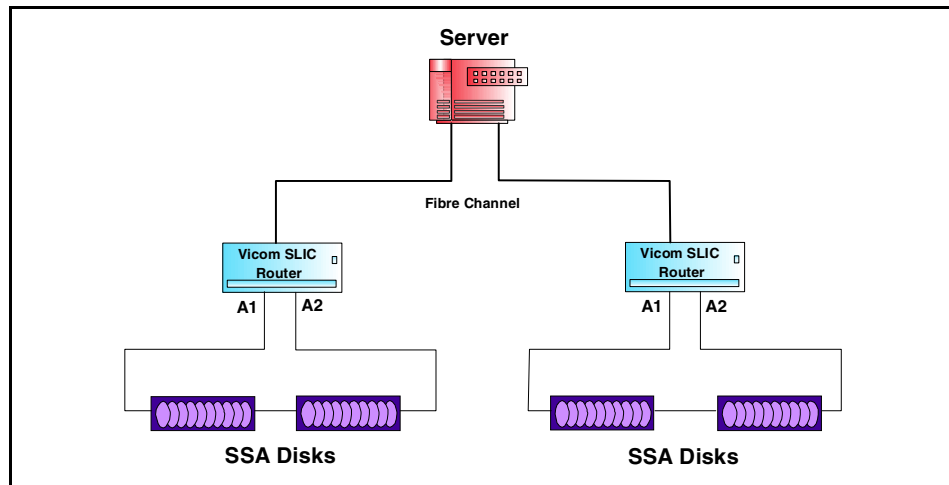 Server
Fibre Channel
Vicom SLIC
Router
Vicom SLIC
Router
A1
A2
A1
A2
SSA Disks
SSA Disks